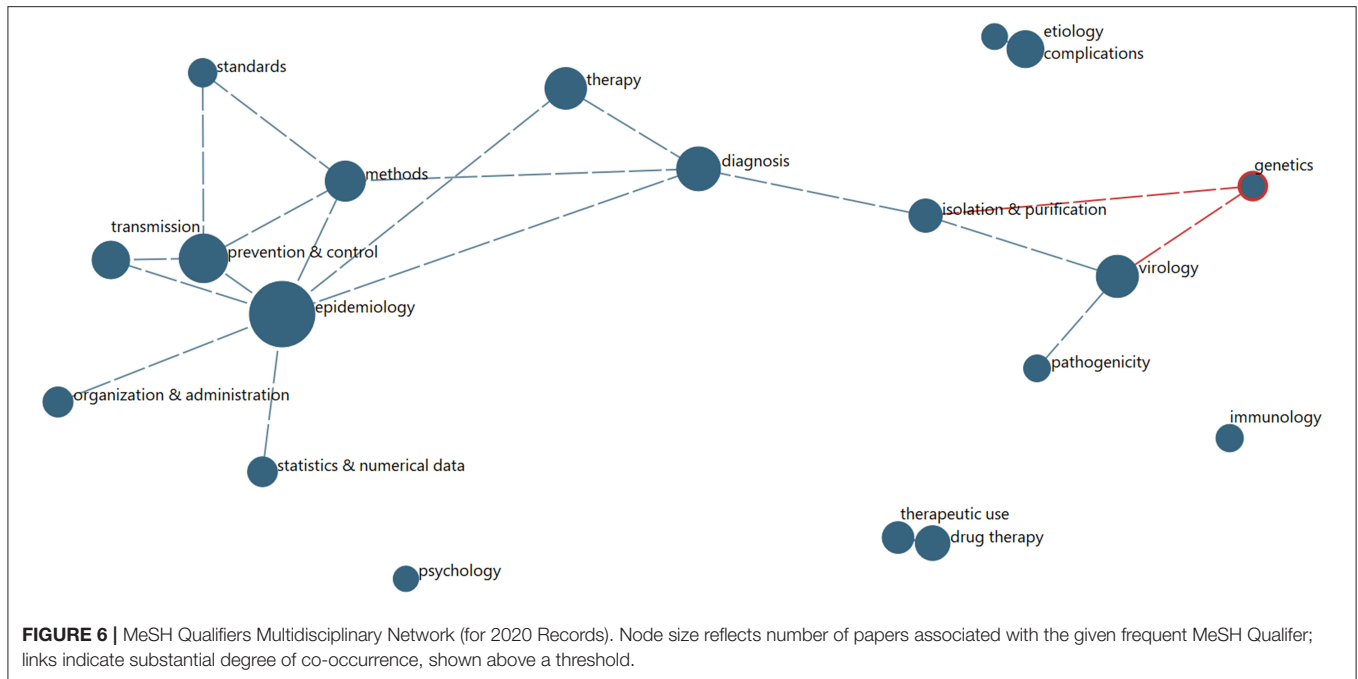 etiology
complications
standards
therapy
diagnosis
genetics
methods
isolation & purification
transmission
prevention & control
virology
epidemiology
pathogenicity
organization & administration
immunology
statistics & numerical data
therapeutic use
drug therapy
psychology
FIGURE 6 | MeSH Qualifiers Multidisciplinary Network (for 2020 Records). Node size reflects number of papers associated with the given frequent MeSH Qualifer;
links indicate substantial degree of co-occurrence, shown above a threshold.